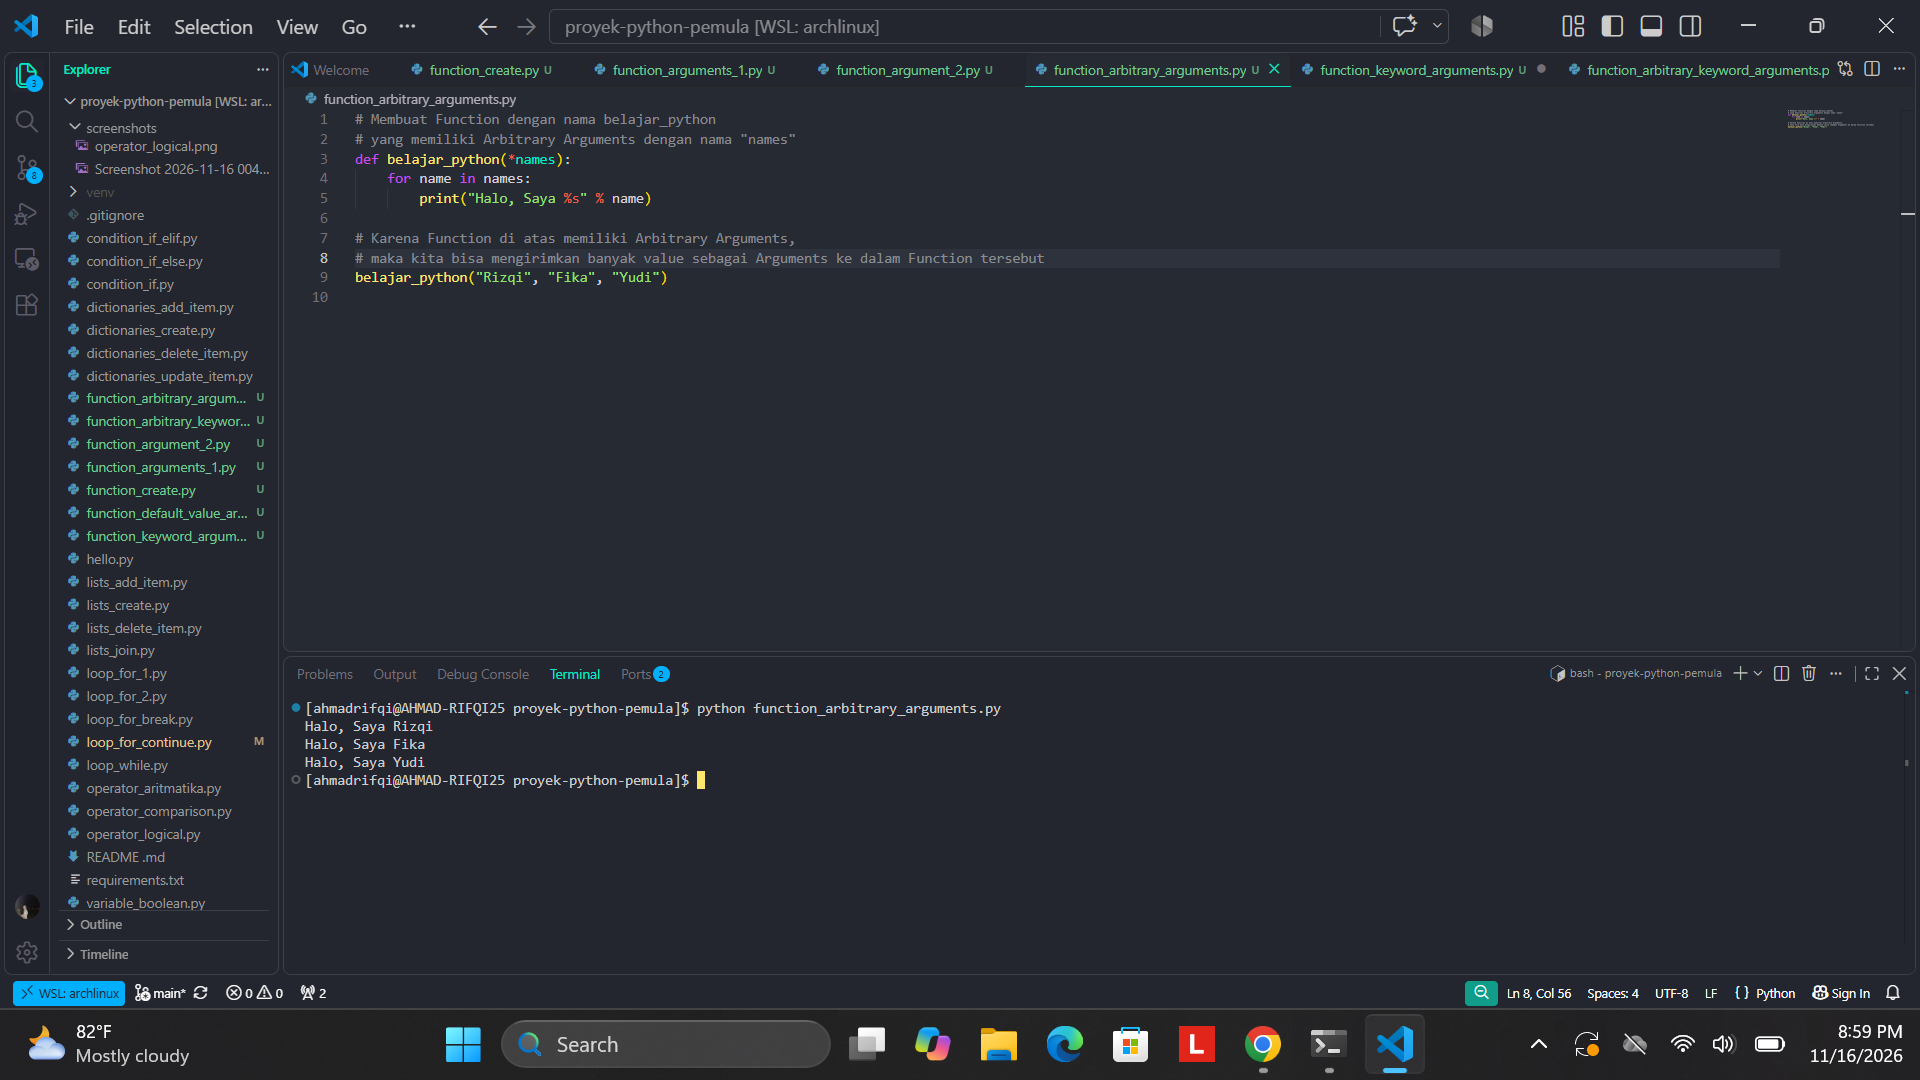 File Edit Selection View Go
proyek-python-pemula [WSL: archlinux]
Explorer
3
8
proyek-python-pemula [WSL: ar...
screenshots
operator_logical.png
Screenshot 2026-11-16 004...
venv
.gitignore
condition_if_elif.py
condition_if_else.py
condition_if.py
dictionaries_add_item.py
dictionaries_create.py
dictionaries_delete_item.py
dictionaries_update_item.py
function_arbitrary_argum... U
function_arbitrary_keywor... U
function_argument_2.py U
function_arguments_1.py U
function_create.py U
function_default_value_ar... U
function_keyword_argum... U
hello.py
lists_add_item.py
lists_create.py
lists_delete_item.py
lists_join.py
loop_for_1.py
loop_for_2.py
loop_for_break.py
loop_for_continue.py M
loop_while.py
operator_aritmatika.py
operator_comparison.py
operator_logical.py
README .md
requirements.txt
variable_boolean.py
Outline
Timeline
Welcome function_create.py U function_arguments_1.py U function_argument_2.py U function_arbitrary_arguments.py U function_keyword_arguments.py U function_arbitrary_keyword_arguments.p
function_arbitrary_arguments.py
1 # Membuat Function dengan nama belajar_python
2 # yang memiliki Arbitrary Arguments dengan nama "names"
3 def belajar_python(*names):
4 for name in names:
5 print("Halo, Saya %s" % name)
6
7 # Karena Function di atas memiliki Arbitrary Arguments,
8 # maka kita bisa mengirimkan banyak value sebagai Arguments ke dalam Function tersebut
9 belajar_python("Rizqi", "Fika", "Yudi")
10
Problems Output Debug Console Terminal Ports 2
bash - proyek-python-pemula
[ahmadrifqi@AHMAD-RIFQI25 proyek-python-pemula]$ python function_arbitrary_arguments.py
Halo, Saya Rizqi
Halo, Saya Fika
Halo, Saya Yudi
[ahmadrifqi@AHMAD-RIFQI25 proyek-python-pemula]$
WSL: archlinux main* 0 0 2
Ln 8, Col 56 Spaces: 4 UTF-8 LF { } Python Sign In
82°F
Mostly cloudy
Search
L
8:59 PM
11/16/2026